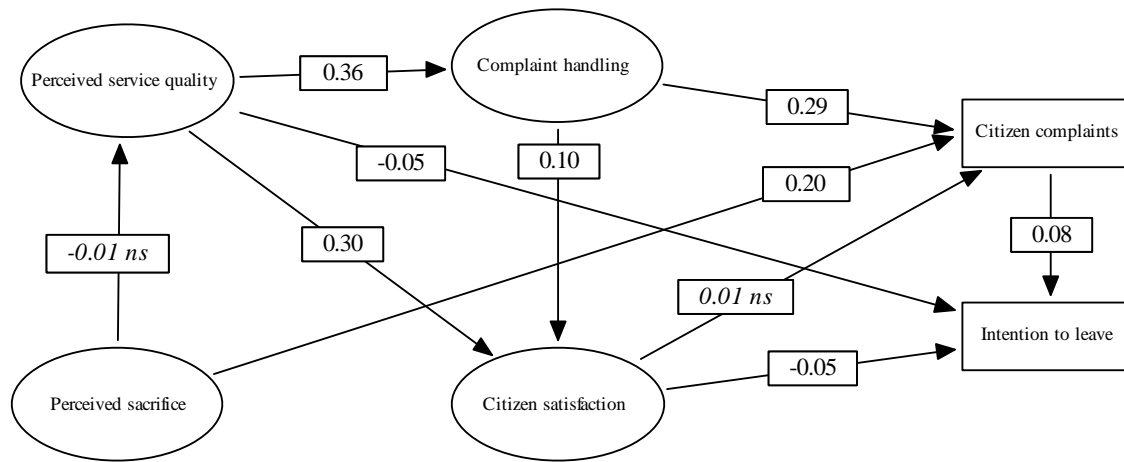 Perceived service quality
0.36
Complaint handling
0.29
Citizen complaints
-0.05
0.10
0.20
-0.01 ns
0.30
0.01 ns
0.08
Intention to leave
-0.05
Perceived sacrifice
Citizen satisfaction